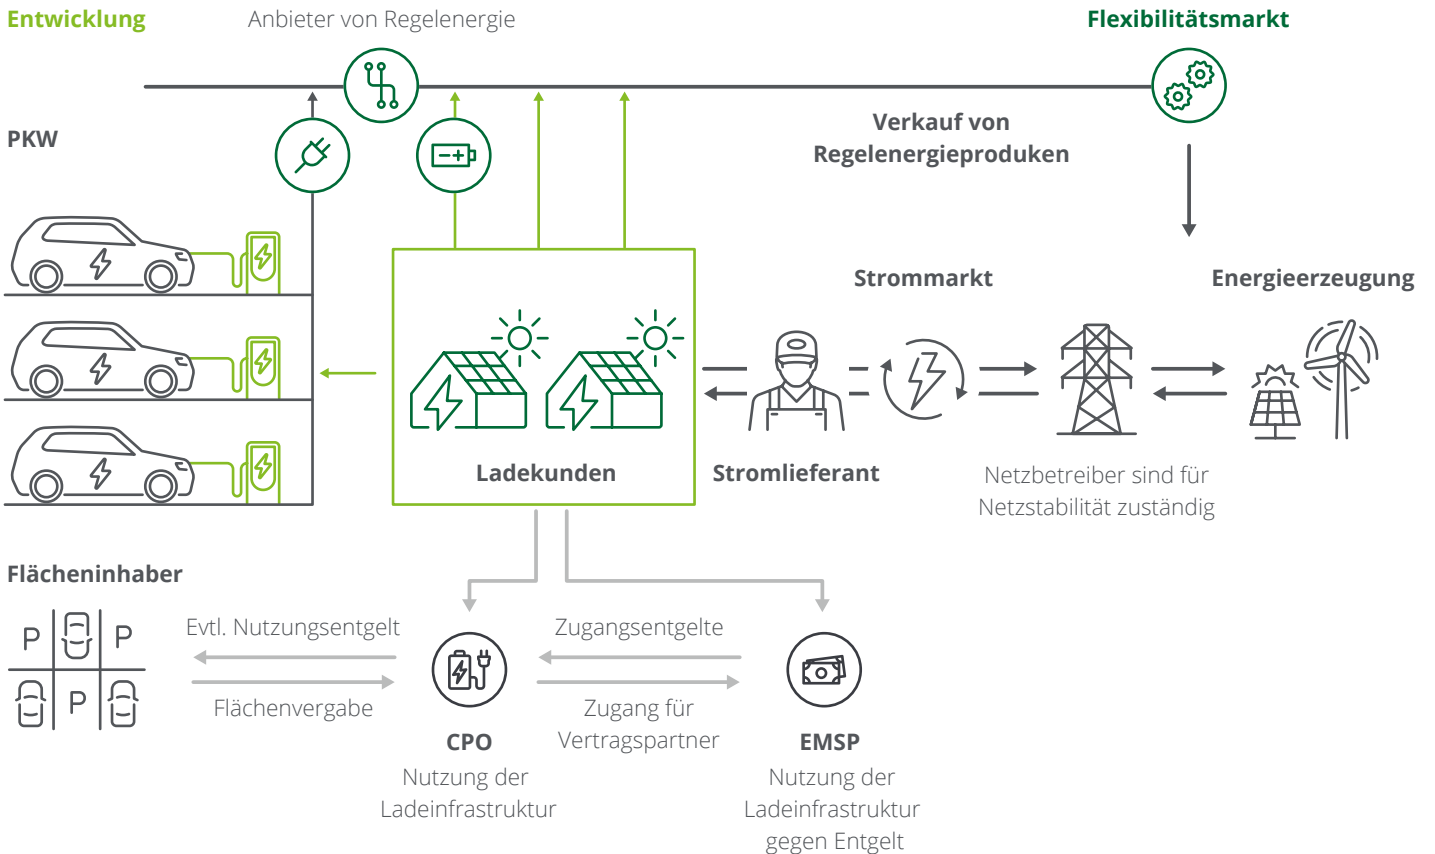 Entwicklung
Anbieter von Regelenergie
Flexibilitätsmarkt
PKW
Verkauf von
Regelenergieproduken
Strommarkt
Energieerzeugung
Ladekunden
Stromlieferant
Netzbetreiber sind für
Netzstabilität zuständig
Flächeninhaber
P
P
P
Evtl. Nutzungsentgelt
Flächenvergabe
Zugangsentgelte
Zugang für
Vertragspartner
CPO
Nutzung der
Ladeinfrastruktur
EMSP
Nutzung der
Ladeinfrastruktur
gegen Entgelt